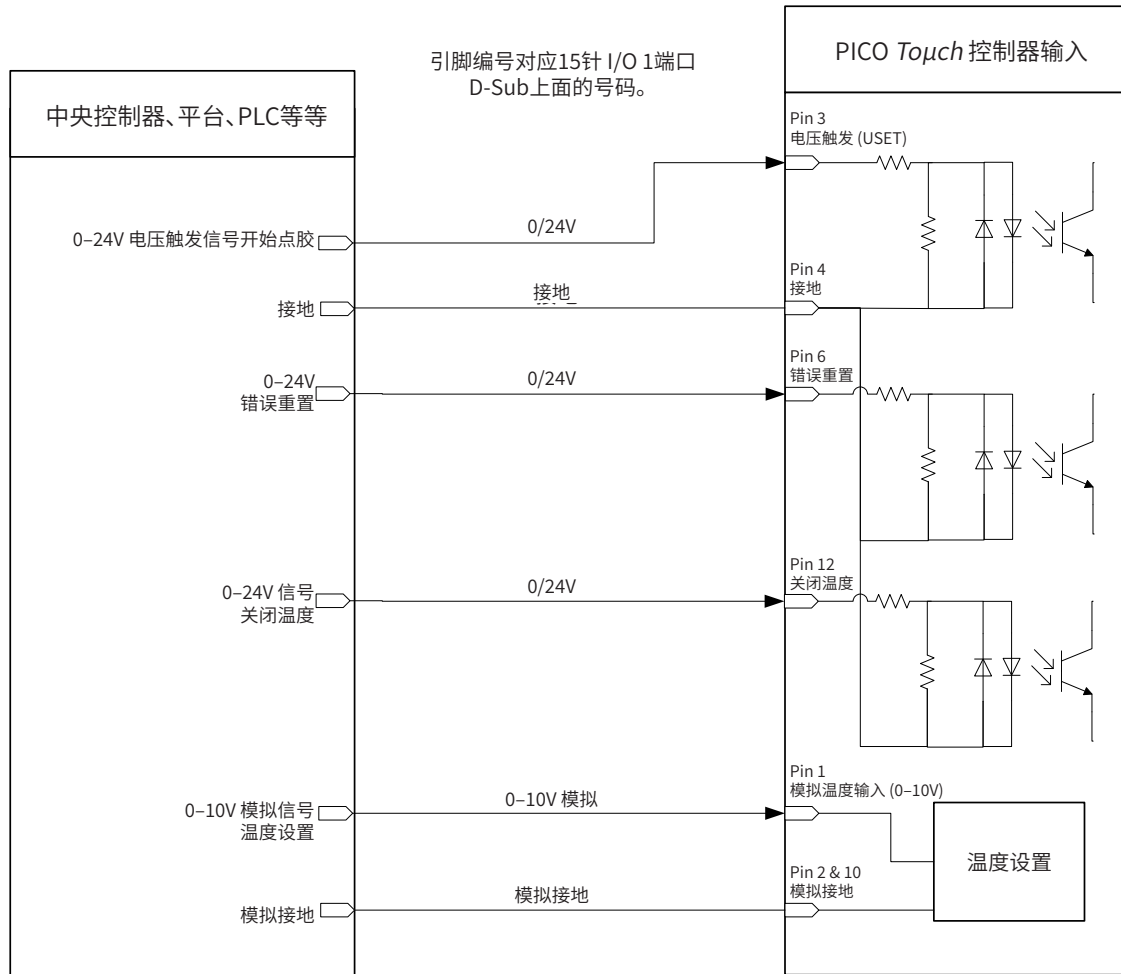 引脚编号对应15针 I/O 1端口
D-Sub上面的号码。
PICO Toμch 控制器输入
中央控制器、平台、PLC等等
Pin 3
电压触发 (USET)
0–24V 电压触发信号开始点胶
0/24V
Pin 4
接地
接地
接地
Pin 6
错误重置
0–24V
错误重置
0/24V
Pin 12
关闭温度
0–24V 信号
关闭温度
0/24V
Pin 1
模拟温度输入 (0–10V)
0–10V 模拟信号
温度设置
0–10V 模拟
温度设置
Pin 2 & 10
模拟接地
模拟接地
模拟接地